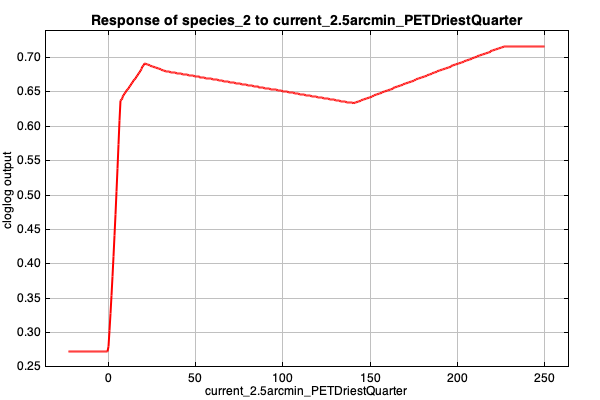 Response of species_2 to current_2.5arcmin_PETDriestQuarter
0.70
0.65
0.60
0.55
0.50
0.45
0.40
0.35
0.30
0.25
cloglog output
0 50 100 150 200 250
current_2.5arcmin_PETDriestQuarter